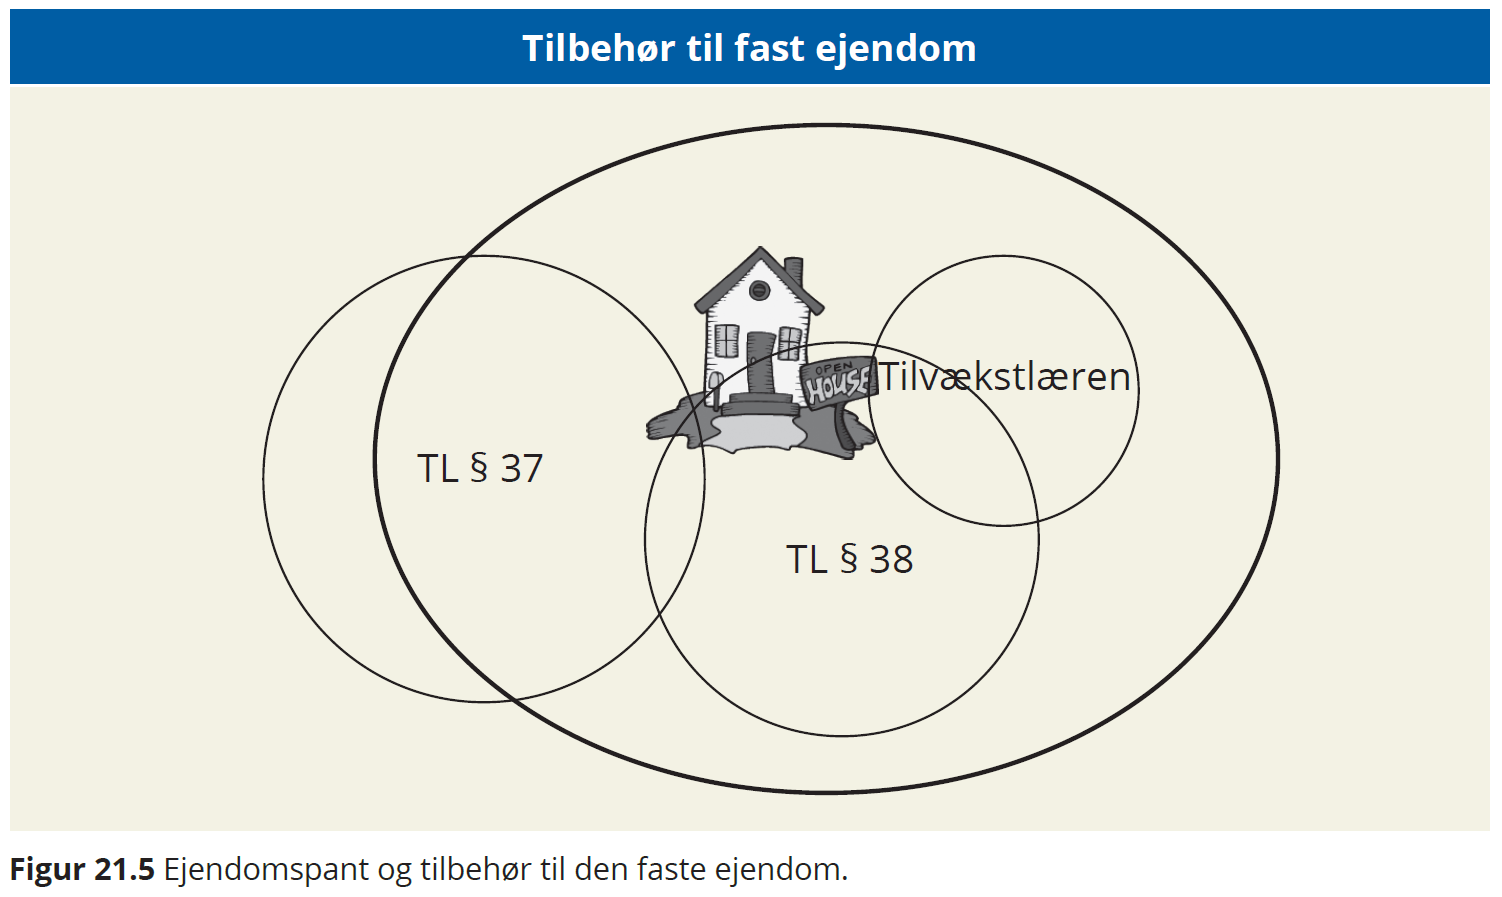 Tilbehør til fast ejendom
OPEN
HOUSE
Tilvækstlæren
TL § 37
TL § 38
Figur 21.5 Ejendomspant og tilbehør til den faste ejendom.